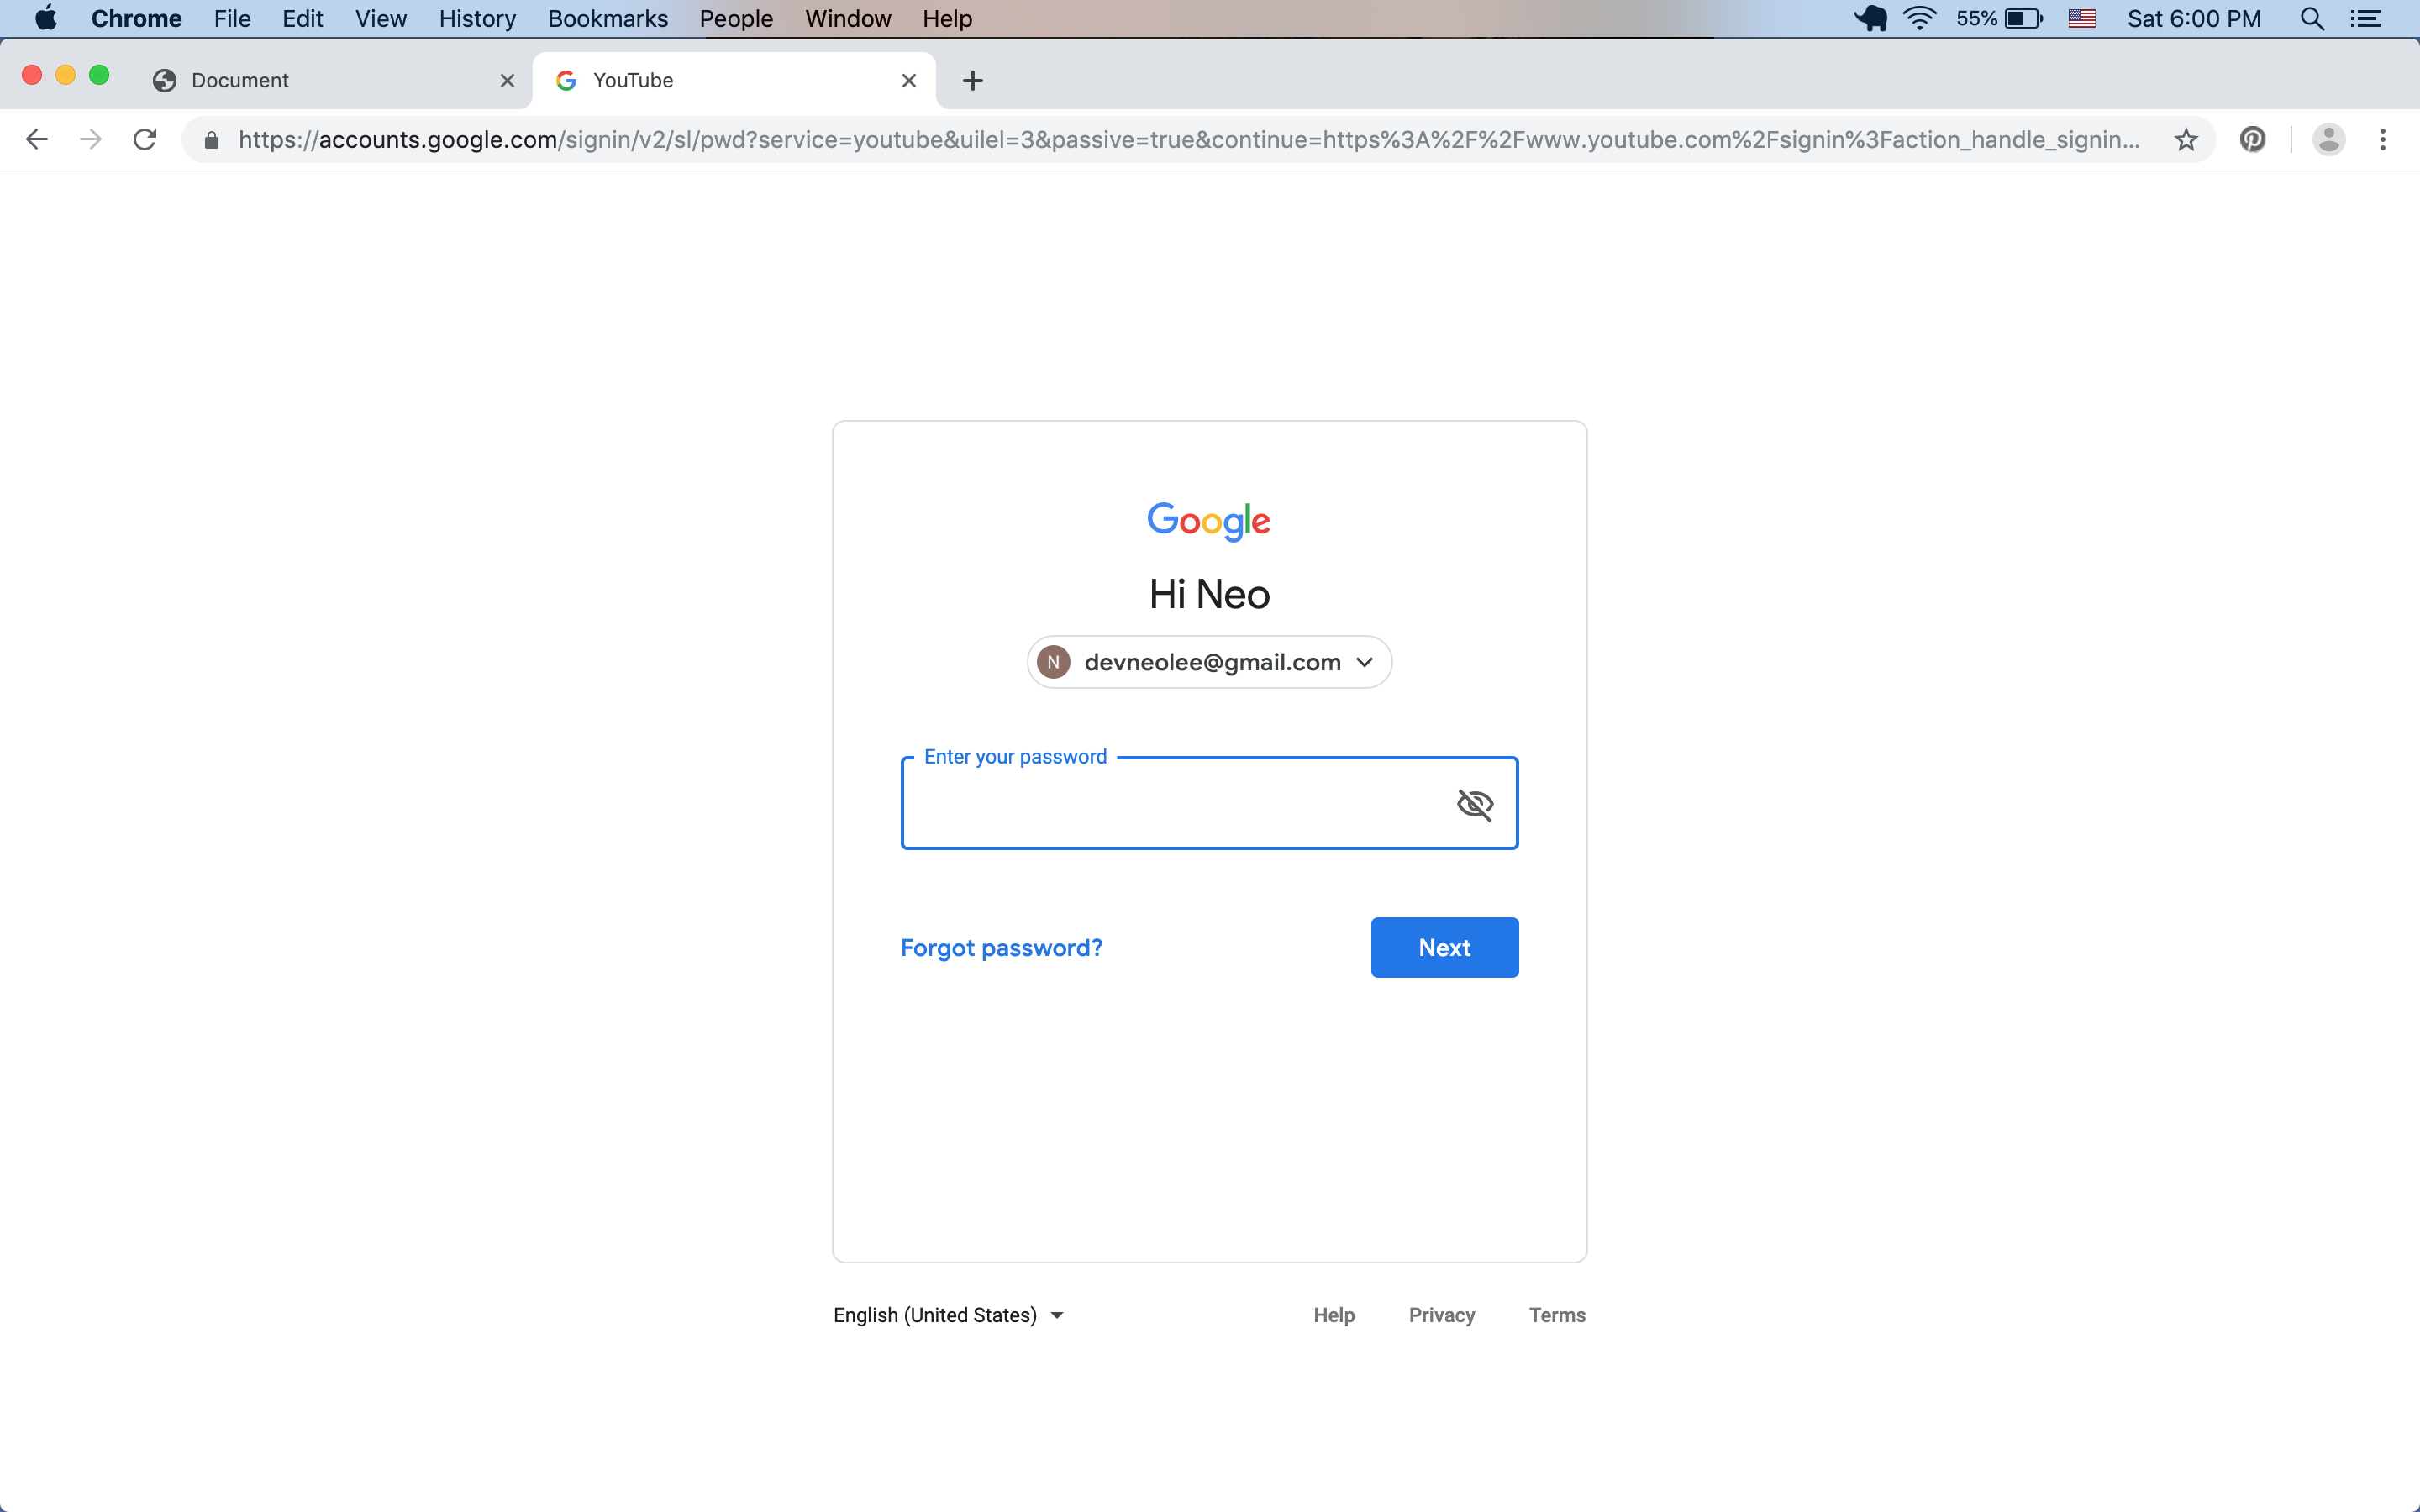 Chrome File Edit View History Bookmarks People Window Help 55% Sat 6:00 PM
Document YouTube
https://accounts.google.com/signin/v2/sl/pwd?service=youtube&uilel=3&passive=true&continue=https%3A%2F%2Fwww.youtube.com%2Fsignin%3Faction_handle_signin...
Google
Hi Neo
N devneolee@gmail.com
Enter your password
Forgot password? Next
English (United States) Help Privacy Terms